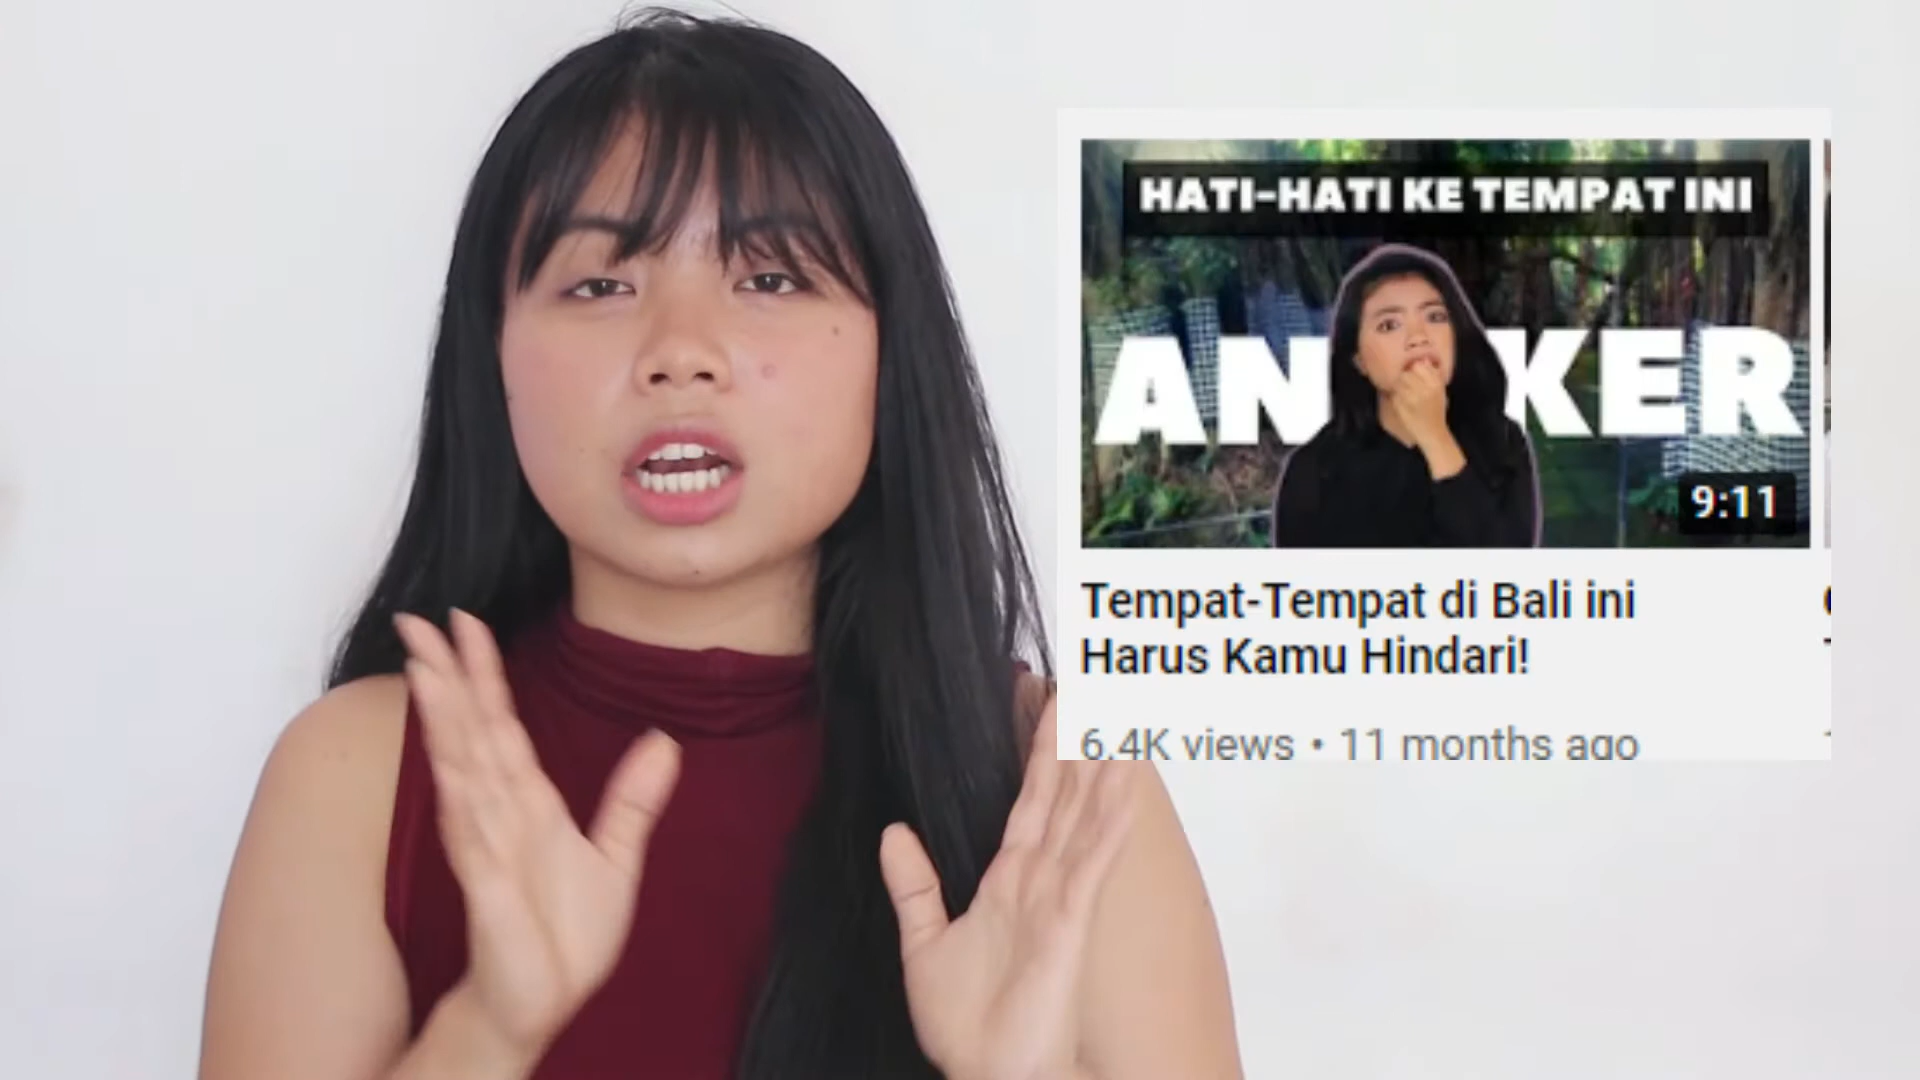 HATI-HATI KE TEMPAT INI
ANKER
9:11
Tempat-Tempat di Bali ini
Harus Kamu Hindari!
6.4K views • 11 months ago